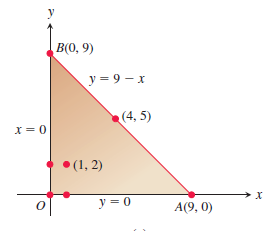 y
B(0, 9)
y = 9 − x
(4, 5)
x = 0
(1, 2)
x
O
y = 0
A(9, 0)